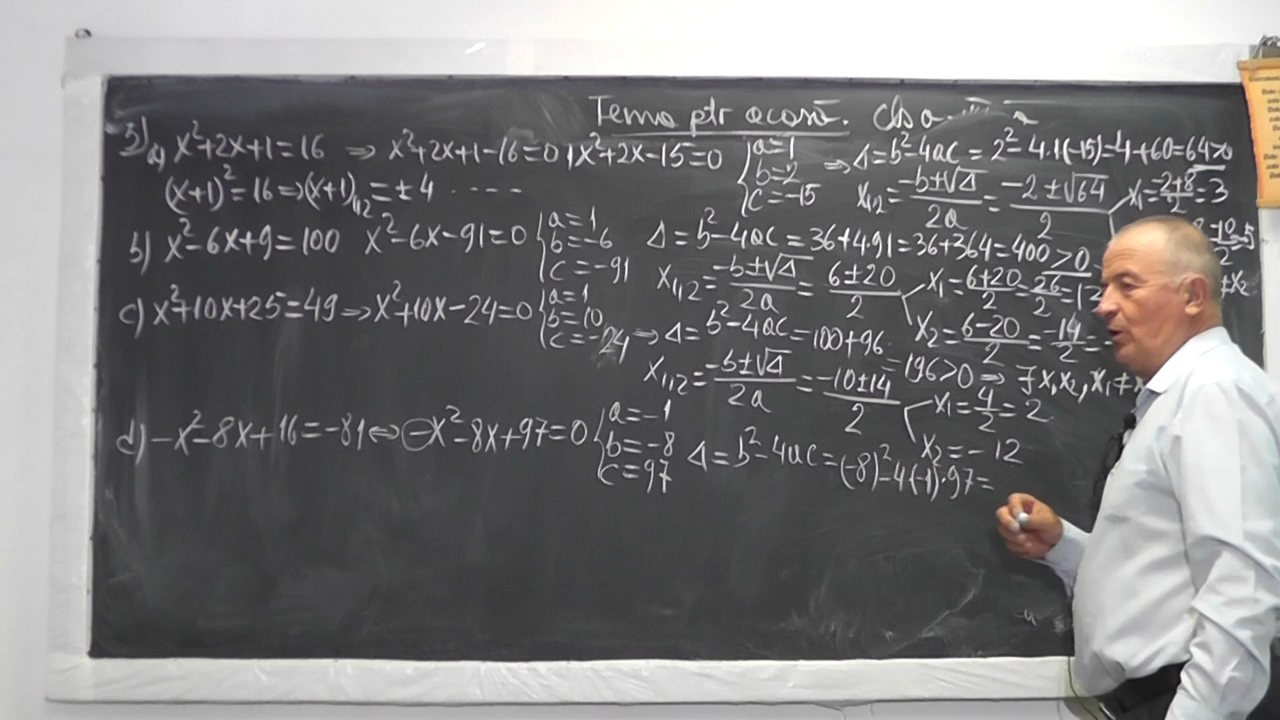 Tema ptr acasă. cls a
3) a) x²+2x+1=16 ⇒ x²+2x+1-16=0, x²+2x-15=0 { a=1 b=2 c=-15 ⇒ Δ=b²-4ac=2²-4·1(-15)=4+60=64>0
(x+1)²=16⇒(x+1)₁,₂=±4 ····· x₁,₂=(-b±√Δ)/2a=(-2±√64)/2 x₁=(-2+8)/2=3
b) x²-6x+9=100 x²-6x-91=0 { a=1 b=-6 c=-91 Δ=b²-4ac=36+4·91=36+364=400>0
x₁,₂=(-b±√Δ)/2a=(6±20)/2 x₁=(6+20)/2=26/2=1
x₂=(6-20)/2=-14/2=-
c) x²+10x+25=49⇒x²+10x-24=0 { a=1 b=10 c=-24 ⇒ Δ=b²-4ac=100+96
=196>0 ⇒ ∃ x₁,x₂, x₁≠x
x₁,₂=(-b±√Δ)/2a=(-10±14)/2 x₁=4/2=2
x₂=-12
d) -x²-8x+16=-81⇔-x²-8x+97=0 { a=-1 b=-8 c=97 Δ=b²-4ac=(-8)²-4·(-1)·97=